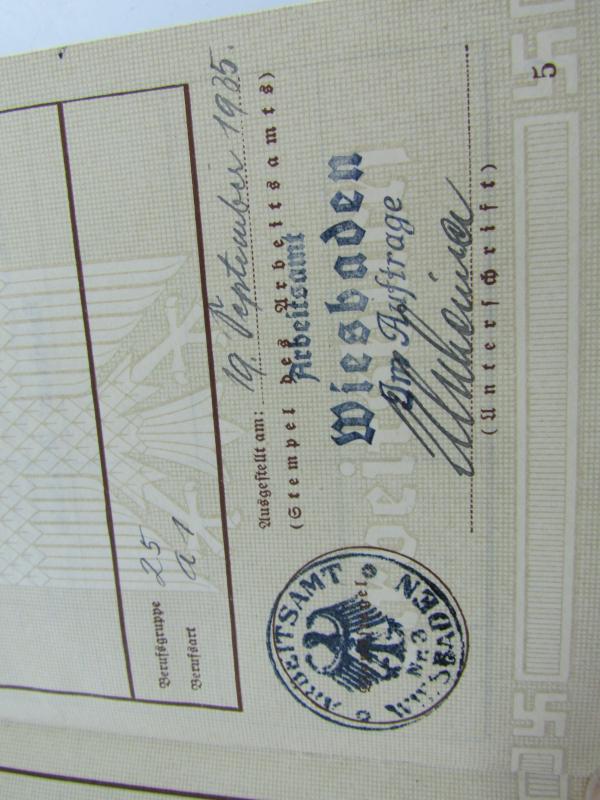 Berufsgruppe 25
Berufsart a 1
Ausgestellt am: 19. September 1935.
(Stempel des Arbeitsamts)
Arbeitsamt
Wiesbaden
Im Auftrage
(Unterschrift)
ARBEITSAMT
Nr. 3
WIESBADEN
5